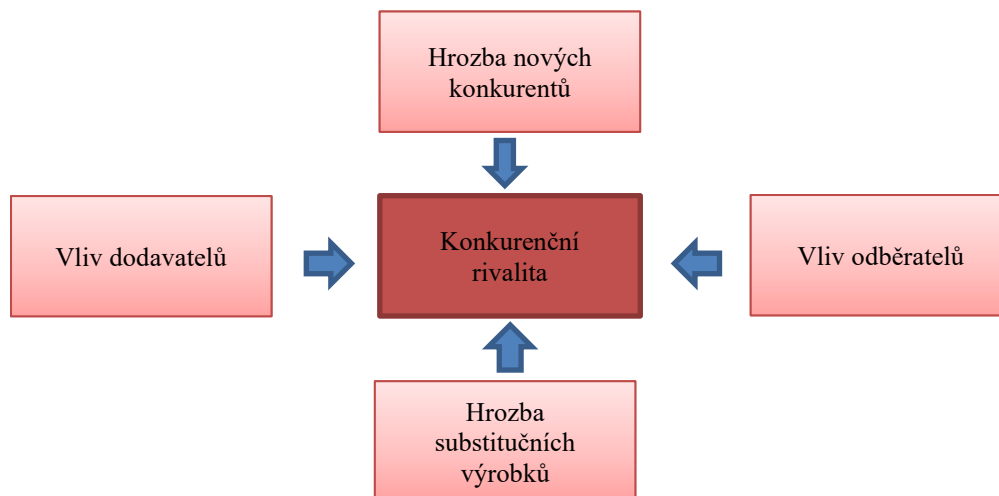 Hrozba nových
konkurentů
Vliv dodavatelů
Konkurenční
rivalita
Vliv odběratelů
Hrozba
substitučních
výrobků